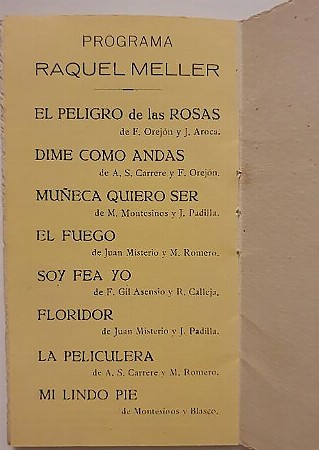 PROGRAMA
RAQUEL MELLER
EL PELIGRO de las ROSAS
de F. Orejón y J. Aroca.
DIME COMO ANDAS
de A. S. Carrere y F. Orejón.
MUÑECA QUIERO SER
de M. Montesinos y J. Padilla.
EL FUEGO
de Juan Misterio y M. Romero.
SOY FEA YO
de F. Gil Asensio y R. Calleja.
FLORIDOR
de Juan Misterio y J. Padilla.
LA PELICULERA
de A. S. Carrere y M. Romero.
MI LINDO PIE
de Montesinos y Blasco.